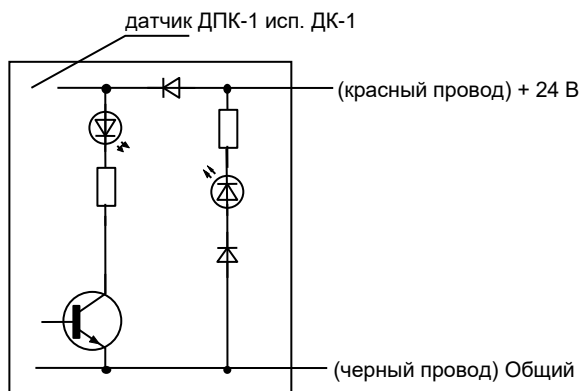 датчик ДПК-1 исп. ДК-1
(красный провод) + 24 В
(черный провод) Общий